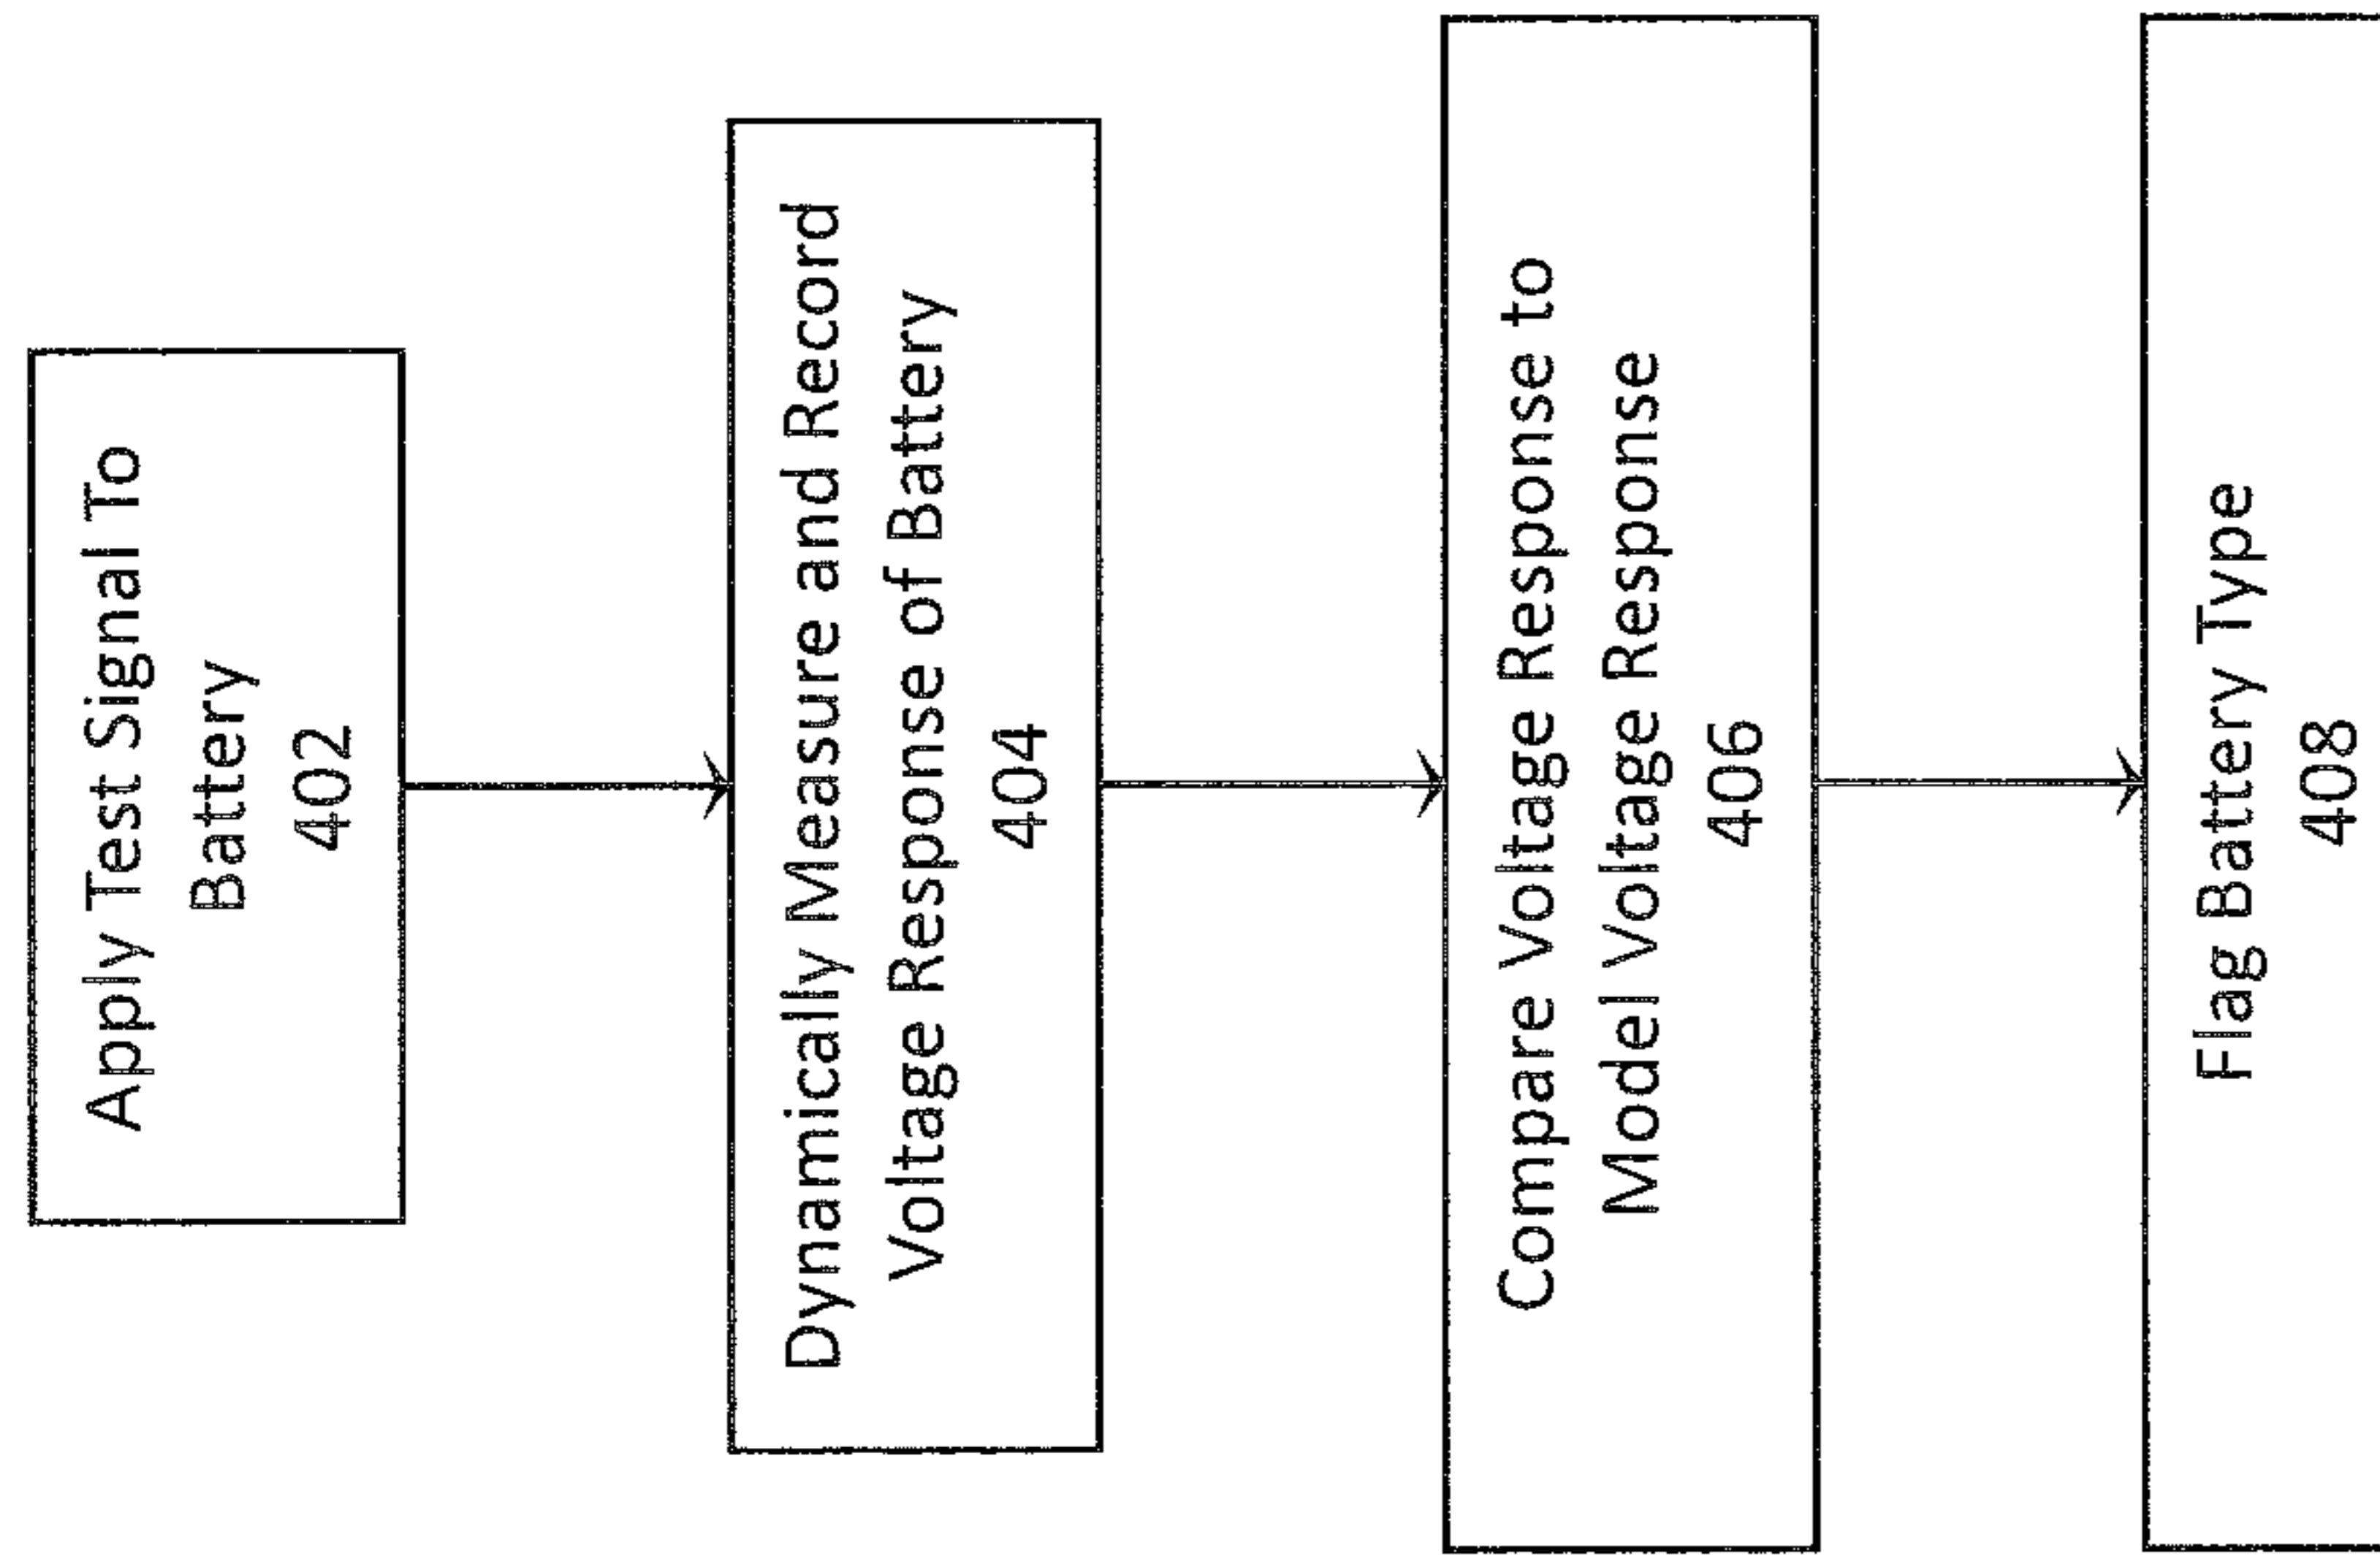 Apply Test Signal To
Battery
402
Dynamically Measure and Record
Voltage Response of Battery
404
Compare Voltage Response to
Model Voltage Response
406
Flag Battery Type
408